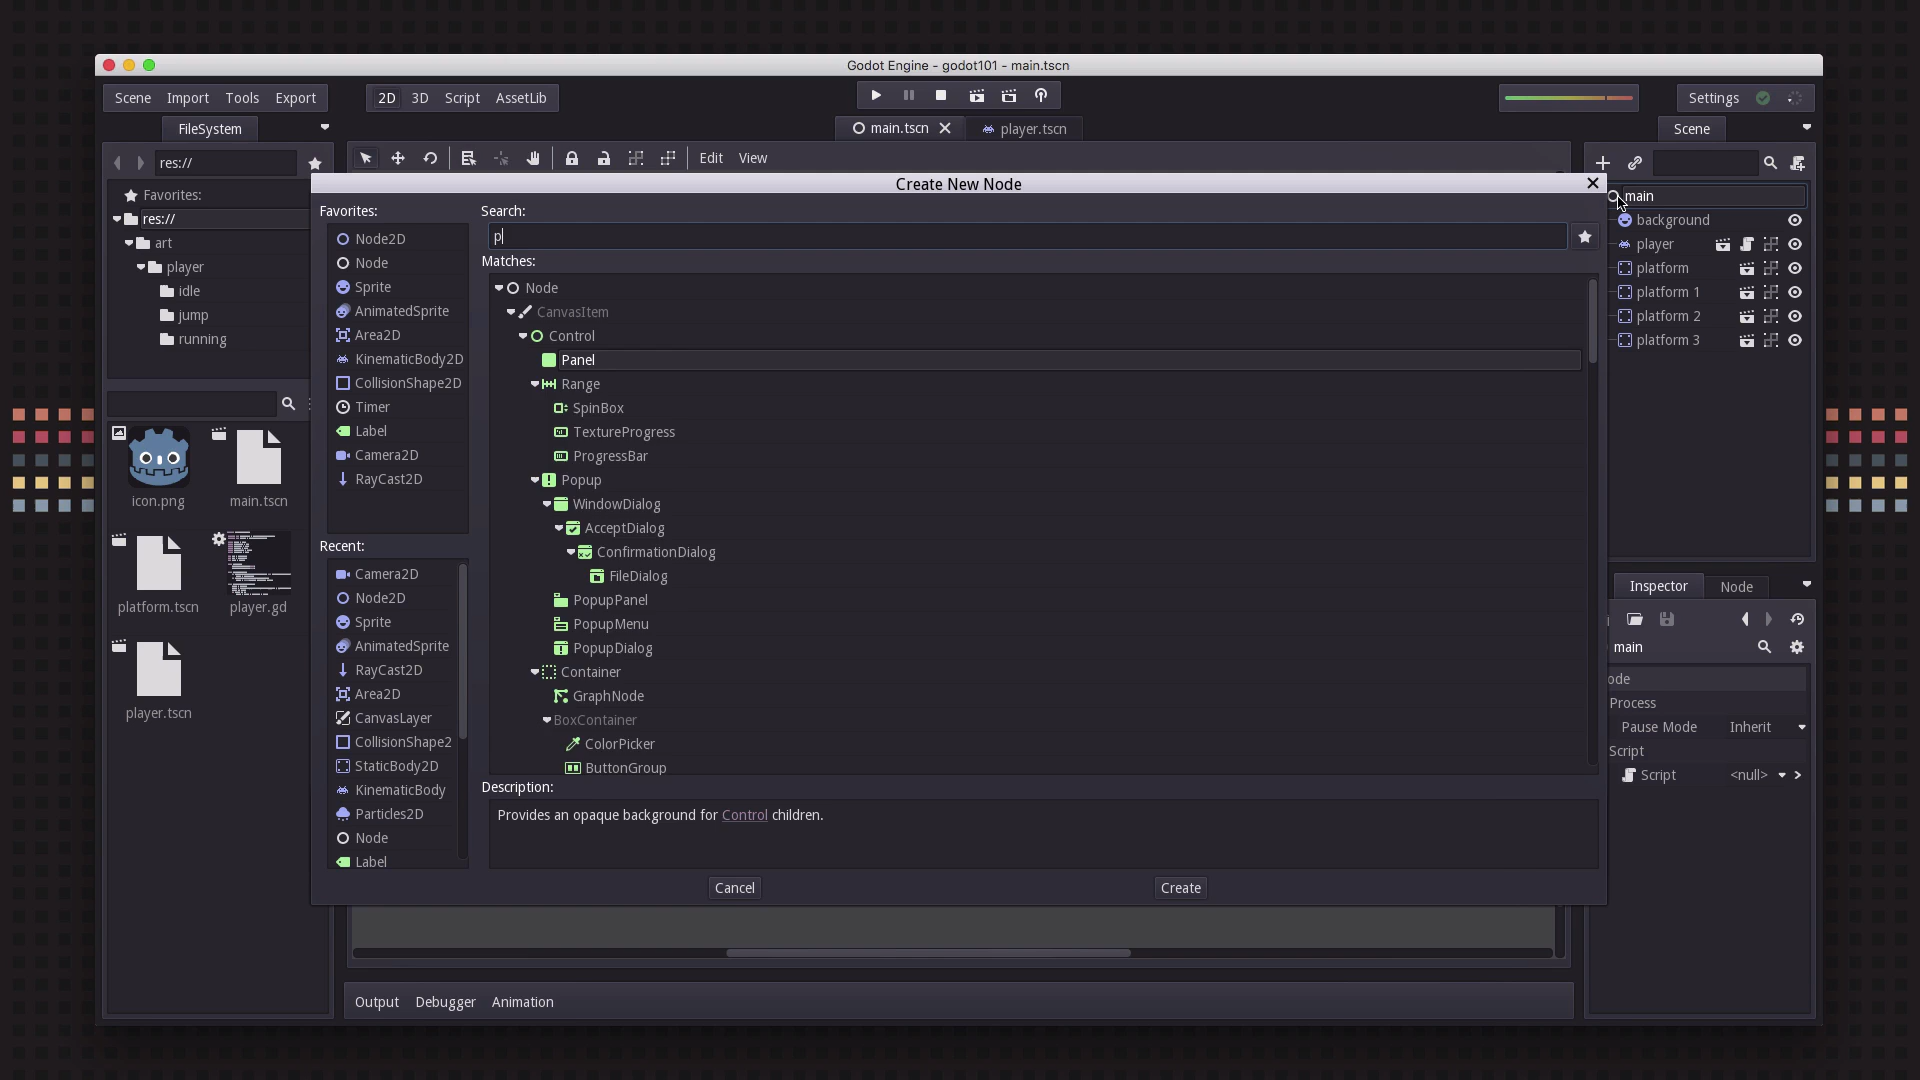 Godot Engine - godot101 - main.tscn
Scene Import Tools Export
2D 3D Script AssetLib
Settings
FileSystem
main.tscn
player.tscn
Scene
res://
Edit View
Create New Node
Favorites:
res://
art
player
idle
jump
running
icon.png
main.tscn
platform.tscn
player.gd
player.tscn
Favorites:
Node2D
Node
Sprite
AnimatedSprite
Area2D
KinematicBody2D
CollisionShape2D
Timer
Label
Camera2D
RayCast2D
Recent:
Camera2D
Node2D
Sprite
AnimatedSprite
RayCast2D
Area2D
CanvasLayer
CollisionShape2
StaticBody2D
KinematicBody
Particles2D
Node
Label
Search:
p
Matches:
Node
CanvasItem
Control
Panel
Range
SpinBox
TextureProgress
ProgressBar
Popup
WindowDialog
AcceptDialog
ConfirmationDialog
FileDialog
PopupPanel
PopupMenu
PopupDialog
Container
GraphNode
BoxContainer
ColorPicker
ButtonGroup
Description:
Provides an opaque background for Control children.
Cancel
Create
main
background
player
platform
platform 1
platform 2
platform 3
Inspector
Node
main
ode
Process
Pause Mode Inherit
Script
Script <null>
Output Debugger Animation